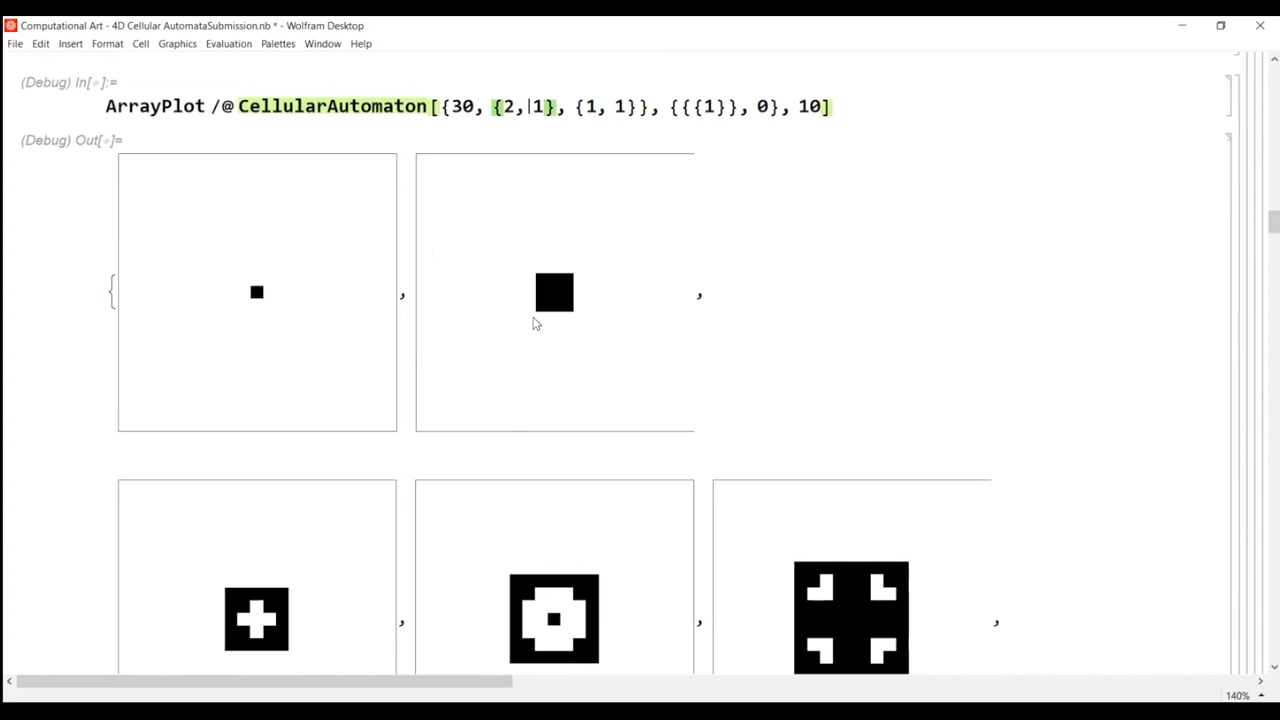 Computational Art - 4D Cellular AutomataSubmission.nb * - Wolfram Desktop
File Edit Insert Format Cell Graphics Evaluation Palettes Window Help
(Debug) In[◦]:=
ArrayPlot /@ CellularAutomaton[{30, {2, 1}, {1, 1}}, {{{1}}, 0}, 10]
(Debug) Out[◦]=
{ , ,
, , ,
140%